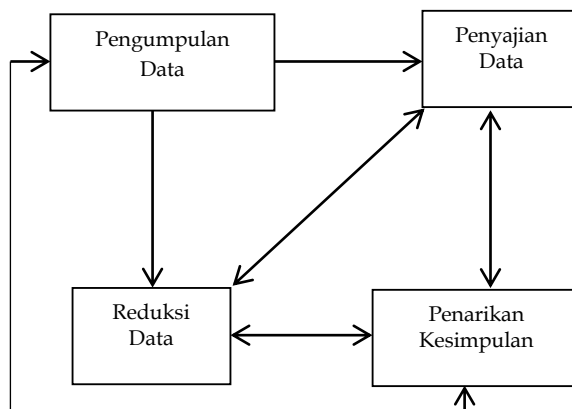 Pengumpulan
Data
Penyajian
Data
Reduksi
Data
Penarikan
Kesimpulan